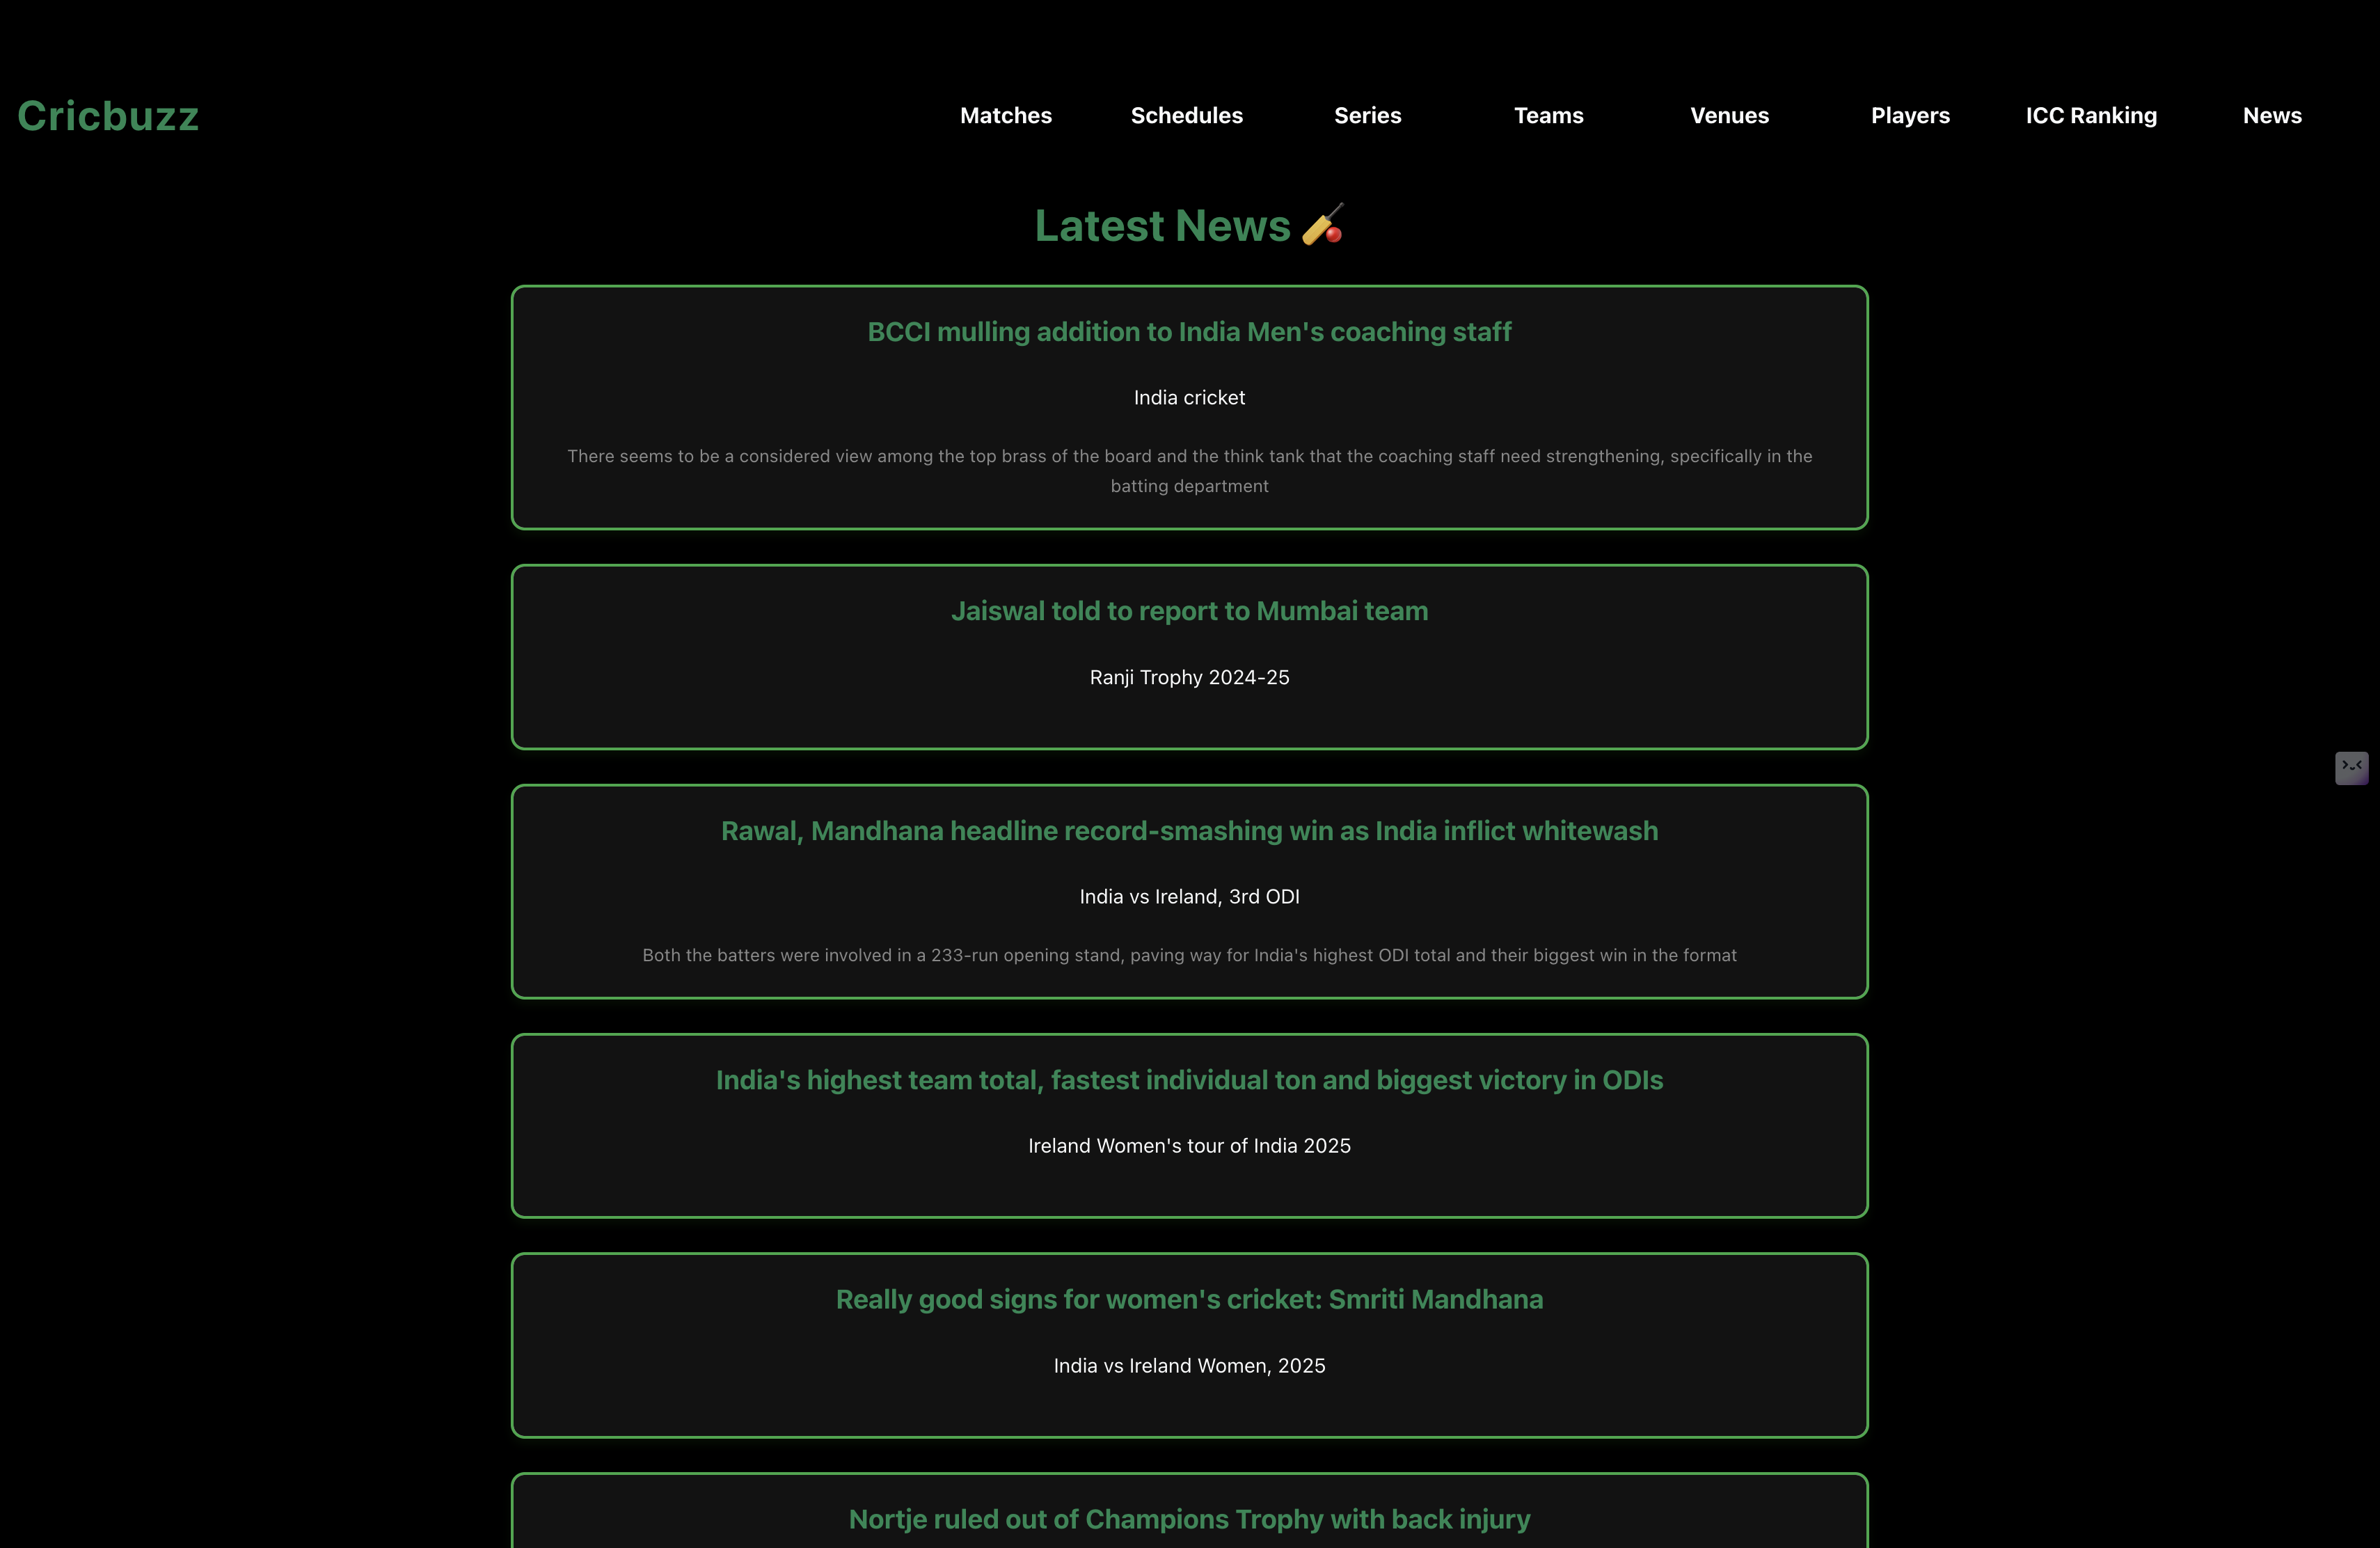 Cricbuzz
Matches
Schedules
Series
Teams
Venues
Players
ICC Ranking
News
Latest News 🏏
BCCI mulling addition to India Men's coaching staff
India cricket
There seems to be a considered view among the top brass of the board and the think tank that the coaching staff need strengthening, specifically in the
batting department
Jaiswal told to report to Mumbai team
Ranji Trophy 2024-25
Rawal, Mandhana headline record-smashing win as India inflict whitewash
India vs Ireland, 3rd ODI
Both the batters were involved in a 233-run opening stand, paving way for India's highest ODI total and their biggest win in the format
India's highest team total, fastest individual ton and biggest victory in ODIs
Ireland Women's tour of India 2025
Really good signs for women's cricket: Smriti Mandhana
India vs Ireland Women, 2025
Nortje ruled out of Champions Trophy with back injury